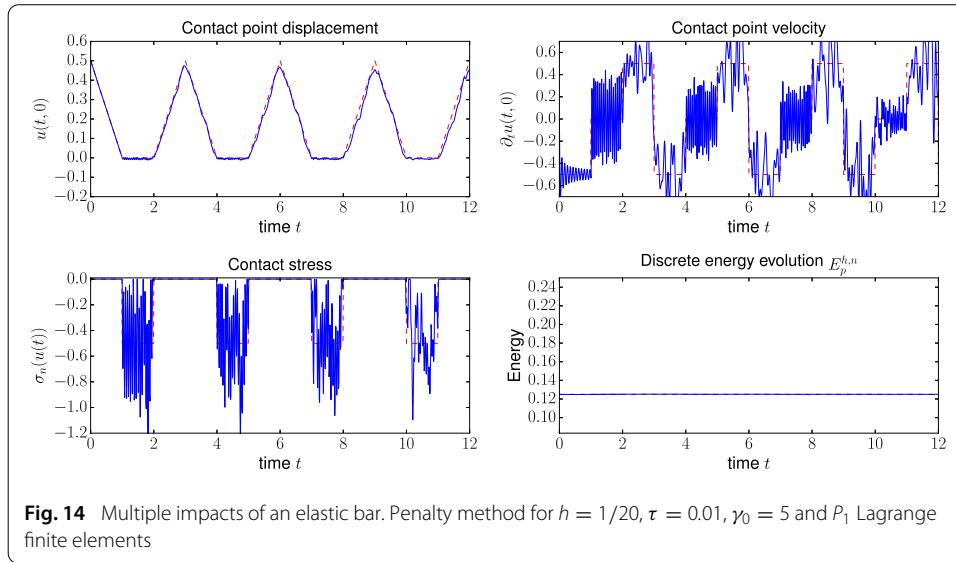 Contact point displacement
0.6
0.5
0.4
0.3
0.2
0.1
0.0
−0.1
−0.2
u(t, 0)
0 2 4 6 8 10 12
time t
Contact point velocity
0.6
0.4
0.2
0.0
−0.2
−0.4
−0.6
∂ₜu(t, 0)
0 2 4 6 8 10 12
time t
Contact stress
0.0
−0.2
−0.4
−0.6
−0.8
−1.0
−1.2
σₙ(u(t))
0 2 4 6 8 10 12
time t
Discrete energy evolution Eₚʰ,ⁿ
0.24
0.22
0.20
0.18
0.16
0.14
0.12
0.10
Energy
0 2 4 6 8 10 12
time t
Fig. 14 Multiple impacts of an elastic bar. Penalty method for h = 1/20, τ = 0.01, γ₀ = 5 and P₁ Lagrange
finite elements